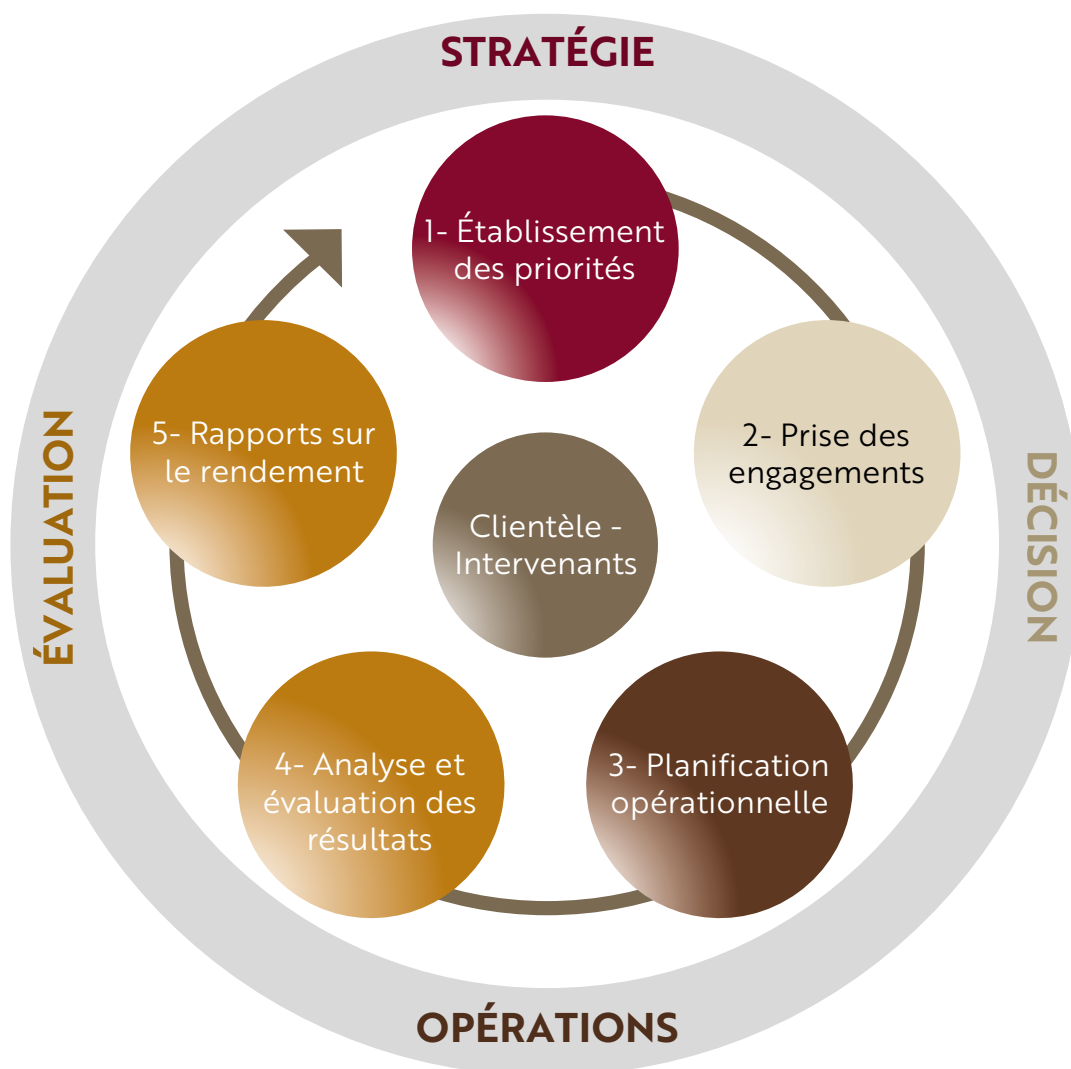 STRATÉGIE
1- Établissement
des priorités
2- Prise des
engagements
DÉCISION
3- Planification
opérationnelle
OPÉRATIONS
4- Analyse et
évaluation des
résultats
5- Rapports sur
le rendement
ÉVALUATION
Clientèle -
Intervenants